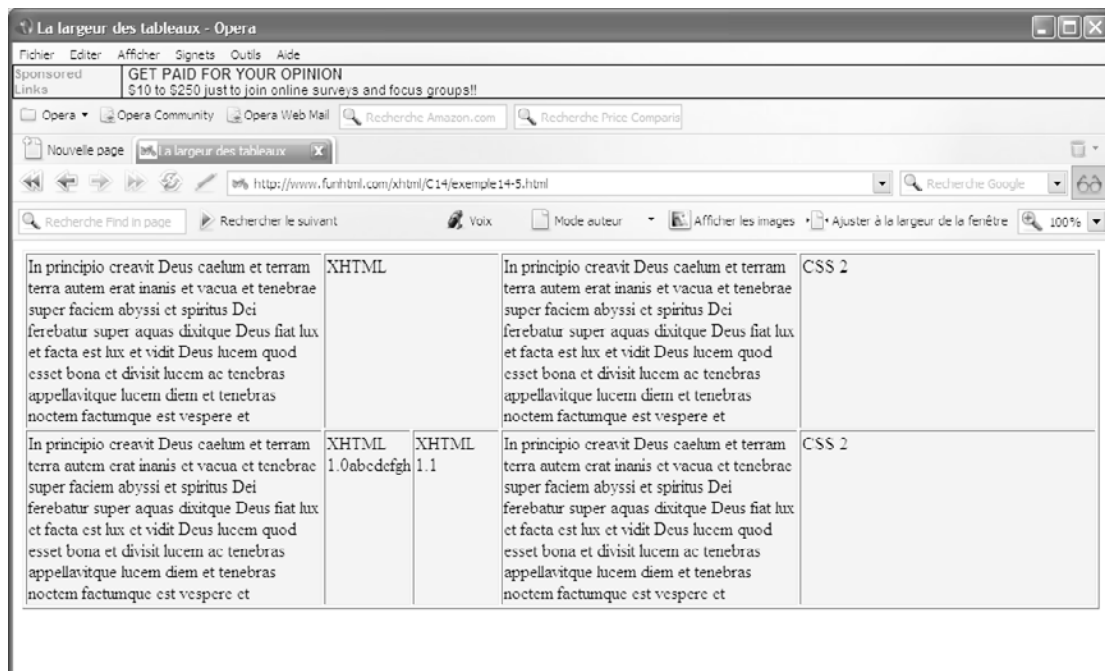 La largeur des tableaux - Opera
Fichier Editer Afficher Signets Outils Aide
Sponsored Links
GET PAID FOR YOUR OPINION
$10 to $250 just to join online surveys and focus groups!!
Opera Opera Community Opera Web Mail Recherche Amazon.com Recherche Price Comparis
Nouvelle page La largeur des tableaux
http://www.funhtml.com/xhtml/C14/exemple14-5.html Recherche Google
Recherche Find in page Rechercher le suivant Voix Mode auteur Afficher les images Ajuster à la largeur de la fenêtre 100%
In principio creavit Deus caelum et terram
terra autem erat inanis et vacua et tenebrae
super faciem abyssi et spiritus Dei
ferebatur super aquas dixitque Deus fiat lux
et facta est lux et vidit Deus lucem quod
esset bona et divisit lucem ac tenebras
appellavitque lucem diem et tenebras
noctem factumque est vespere et
XHTML
In principio creavit Deus caelum et terram
terra autem erat inanis et vacua et tenebrae
super faciem abyssi et spiritus Dei
ferebatur super aquas dixitque Deus fiat lux
et facta est lux et vidit Deus lucem quod
esset bona et divisit lucem ac tenebras
appellavitque lucem diem et tenebras
noctem factumque est vespere et
CSS 2
In principio creavit Deus caelum et terram
terra autem erat inanis et vacua et tenebrae
super faciem abyssi et spiritus Dei
ferebatur super aquas dixitque Deus fiat lux
et facta est lux et vidit Deus lucem quod
esset bona et divisit lucem ac tenebras
appellavitque lucem diem et tenebras
noctem factumque est vespere et
XHTML
1.0abcdefgh
XHTML
1.1
In principio creavit Deus caelum et terram
terra autem erat inanis et vacua et tenebrae
super faciem abyssi et spiritus Dei
ferebatur super aquas dixitque Deus fiat lux
et facta est lux et vidit Deus lucem quod
esset bona et divisit lucem ac tenebras
appellavitque lucem diem et tenebras
noctem factumque est vespere et
CSS 2